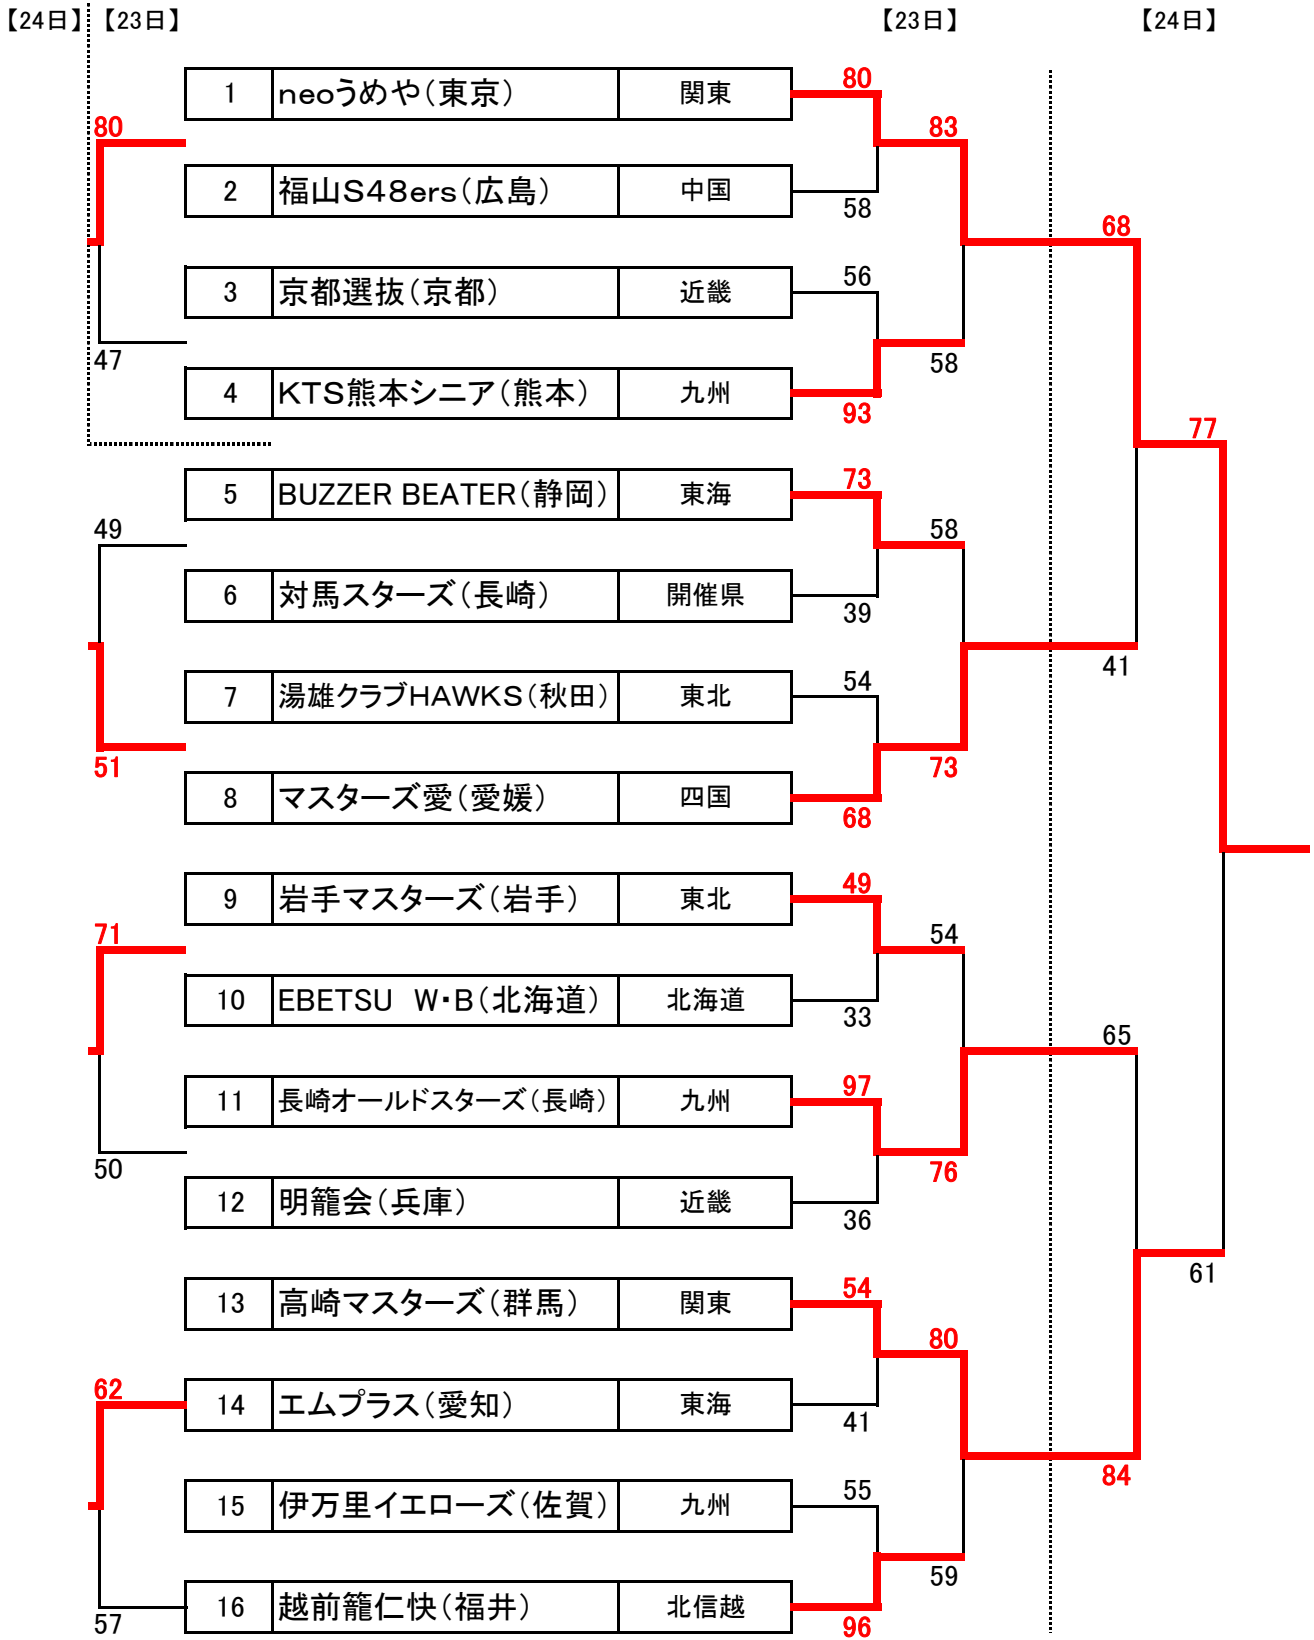 【24日】 【23日】 【23日】 【24日】
1 neoうめや(東京) 関東 80
80 83
2 福山S48ers(広島) 中国 58
68
3 京都選抜(京都) 近畿 56
47 58
4 KTS熊本シニア(熊本) 九州 93
77
5 BUZZER BEATER(静岡) 東海 73
49 58
6 対馬スターズ(長崎) 開催県 39
41
7 湯雄クラブHAWKS(秋田) 東北 54
51 73
8 マスターズ愛(愛媛) 四国 68
9 岩手マスターズ(岩手) 東北 49
71 54
10 EBETSU W・B(北海道) 北海道 33
65
11 長崎オールドスターズ(長崎) 九州 97
50 76
12 明籠会(兵庫) 近畿 36
61
13 高崎マスターズ(群馬) 関東 54
80
62
14 エムプラス(愛知) 東海 41
84
15 伊万里イエローズ(佐賀) 九州 55
59
16 越前籠仁快(福井) 北信越 96
57